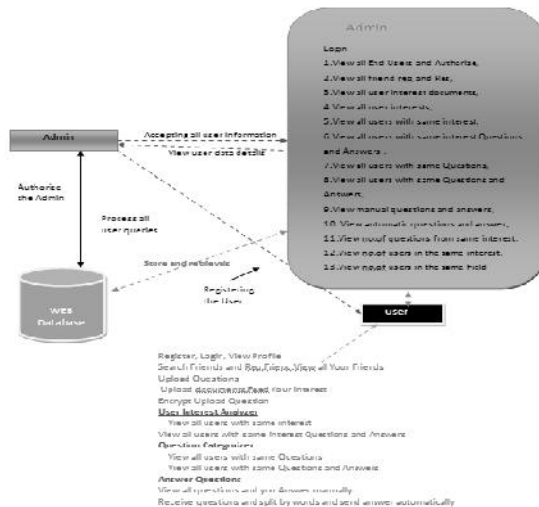 Admin
Login
1.View all End Users and Authorize,
2.View all friend req and Res,
3.View all user interest documents,
4.View all user interests,
5.View all users with same interest,
6.View all users with same interest Questions
and Answers .
7.View all users with same Questions,
8.View all users with same Questions and
Answers,
9.View manual questions and answers,
10. View automatic questions and answer,
11.View no.of questions from same interest.
12.View no.of users in the same interest.
13. View no.of users in the same field
Admin
Accepting all user information
View user data details
Authorise
the Admin
Process all
user queries
Store and retrievals
Registering
the User
WEB
Database
User
Register, Login, View Profile
Search Friends and Req Friens,View all Your Friends
Upload Questions
Upload documents Feed Your Interest
Encrypt Upload Question
User Interest Analyzer
View all users with same interest
View all users with same Interest Questions and Answers
Question Categorizer
View all users with same Questions
View all users with same Questions and Answers
Answer Questions
View all questions and you Answer manually
Receive questions and split by words and send answer automatically